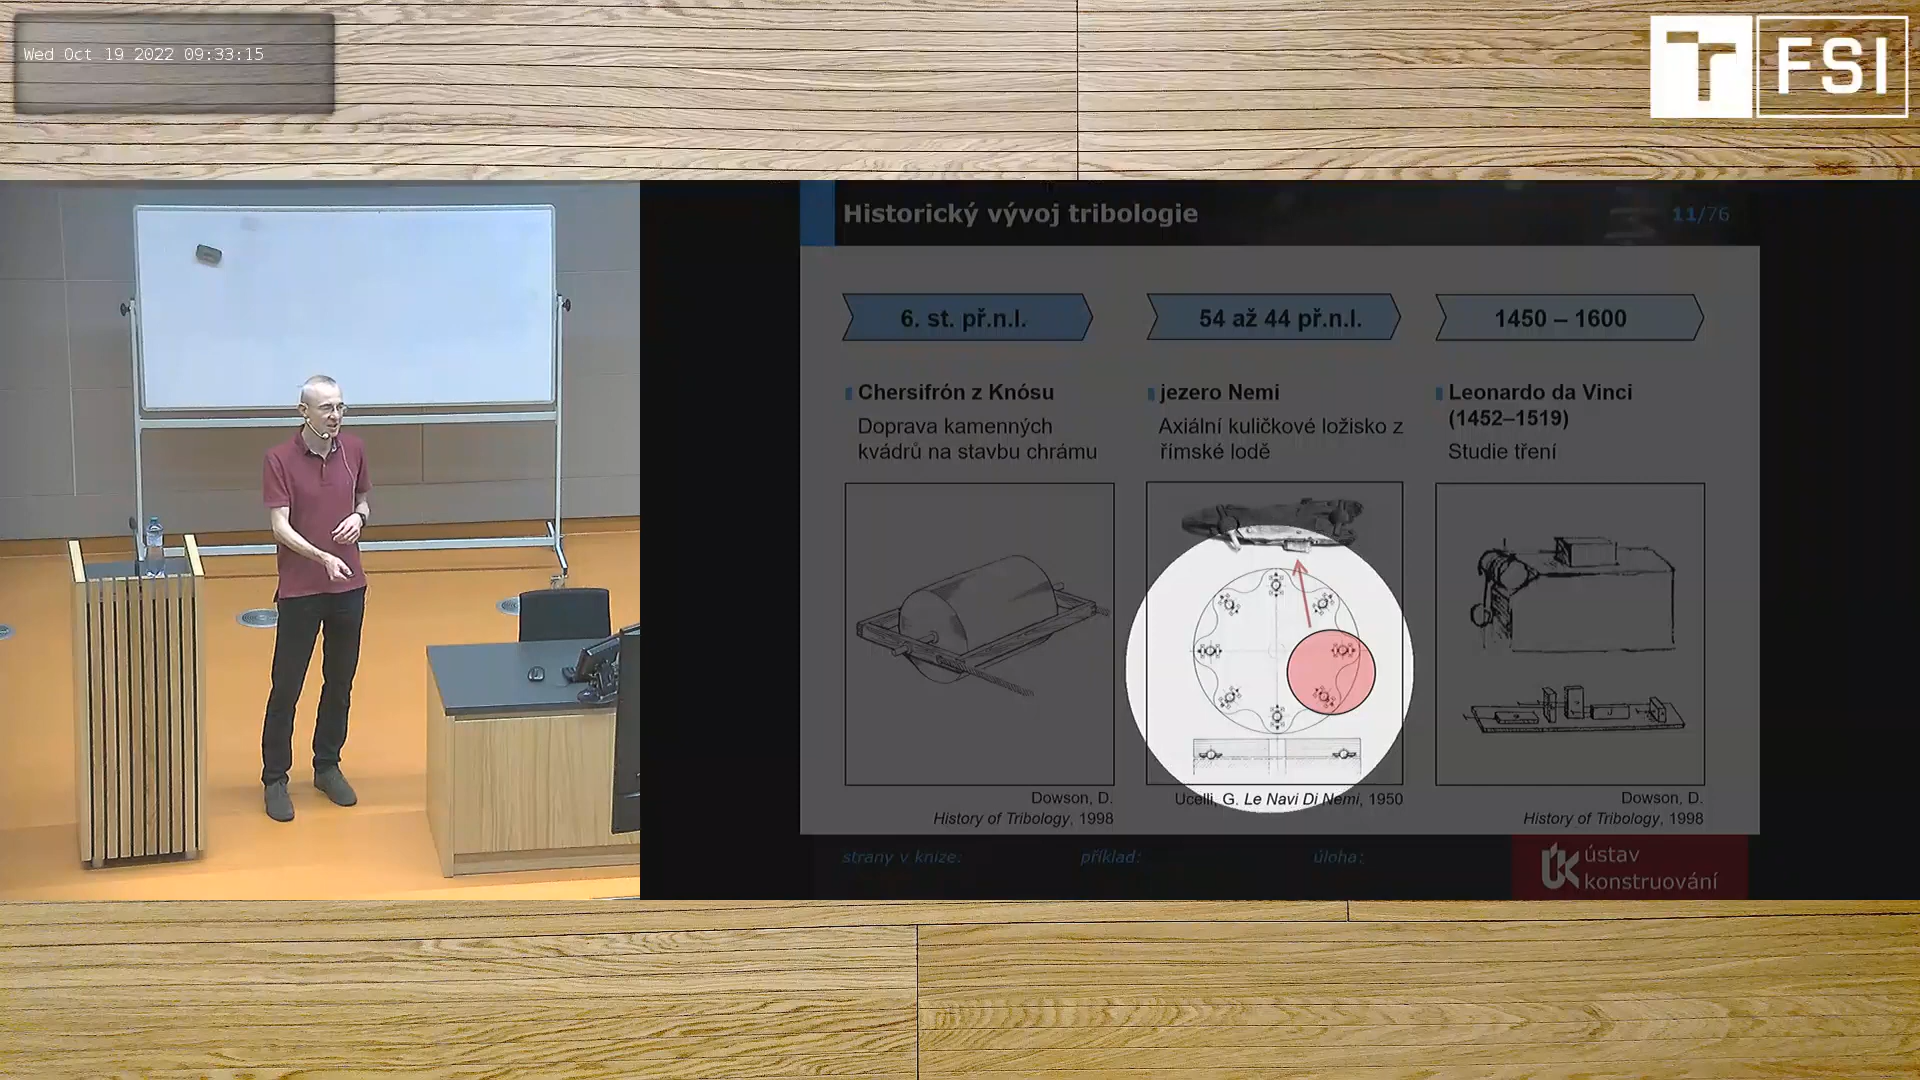 Wed Oct 19 2022 09:33:15
FSI
Historický vývoj tribologie
11/76
6. st. př.n.l.
54 až 44 př.n.l.
1450 – 1600
Chersifrón z Knósu
Doprava kamenných
kvádrů na stavbu chrámu
jezero Nemi
Axiální kuličkové ložisko z
římské lodě
Leonardo da Vinci
(1452–1519)
Studie tření
Dowson, D.
History of Tribology, 1998
Ucelli, G. Le Navi Di Nemi, 1950
Dowson, D.
History of Tribology, 1998
strany v knize:
příklad:
úloha:
ÚK
ústav
konstruování